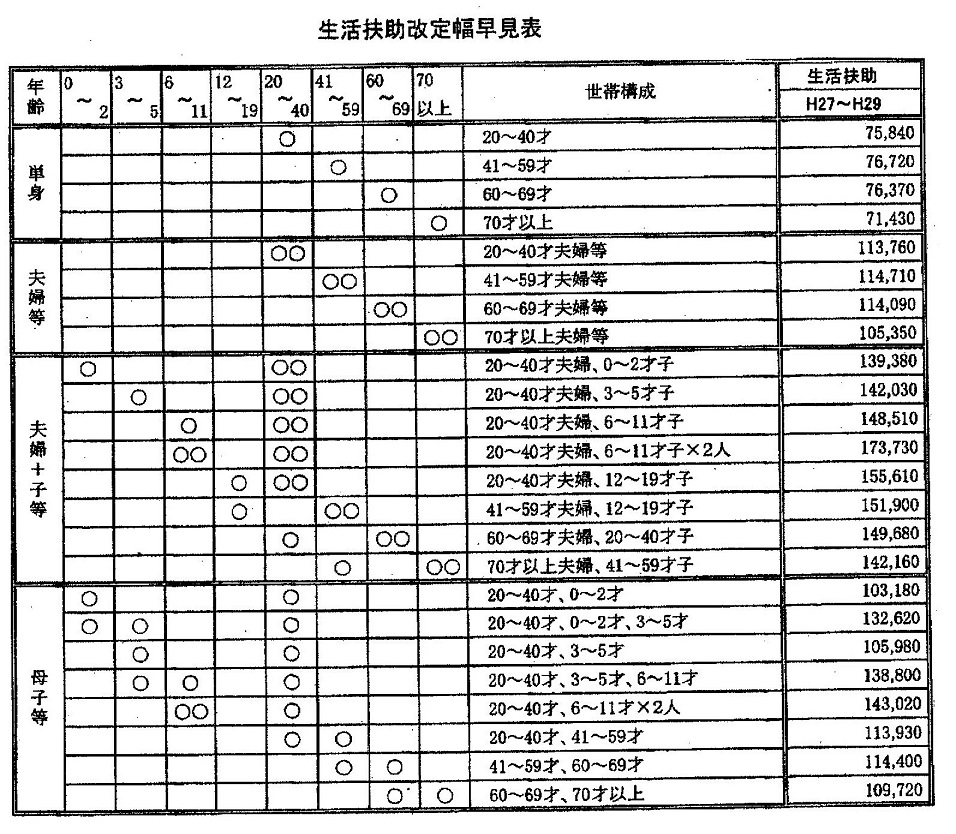 生活扶助改定幅早見表
年齢 0～2 3～5 6～11 12～19 20～40 41～59 60～69 70以上 世帯構成 生活扶助 H27～H29
単身 ○ 20～40才 75,840
○ 41～59才 76,720
○ 60～69才 76,370
○ 70才以上 71,430
夫婦等 ○○ 20～40才夫婦等 113,760
○○ 41～59才夫婦等 114,710
○○ 60～69才夫婦等 114,090
○○ 70才以上夫婦等 105,350
夫婦＋子等 ○ ○○ 20～40才夫婦、0～2才子 139,380
○ ○○ 20～40才夫婦、3～5才子 142,030
○ ○○ 20～40才夫婦、6～11才子 148,510
○○ ○○ 20～40才夫婦、6～11才子×2人 173,730
○ ○○ 20～40才夫婦、12～19才子 155,610
○ ○○ 41～59才夫婦、12～19才子 151,900
○ ○○ 60～69才夫婦、20～40才子 149,680
○ ○○ 70才以上夫婦、41～59才子 142,160
母子等 ○ ○ 20～40才、0～2才 103,180
○ ○ ○ 20～40才、0～2才、3～5才 132,620
○ ○ 20～40才、3～5才 105,980
○ ○ ○ 20～40才、3～5才、6～11才 138,800
○○ ○ 20～40才、6～11才×2人 143,020
○ ○ 20～40才、41～59才 113,930
○ ○ 41～59才、60～69才 114,400
○ ○ 60～69才、70才以上 109,720